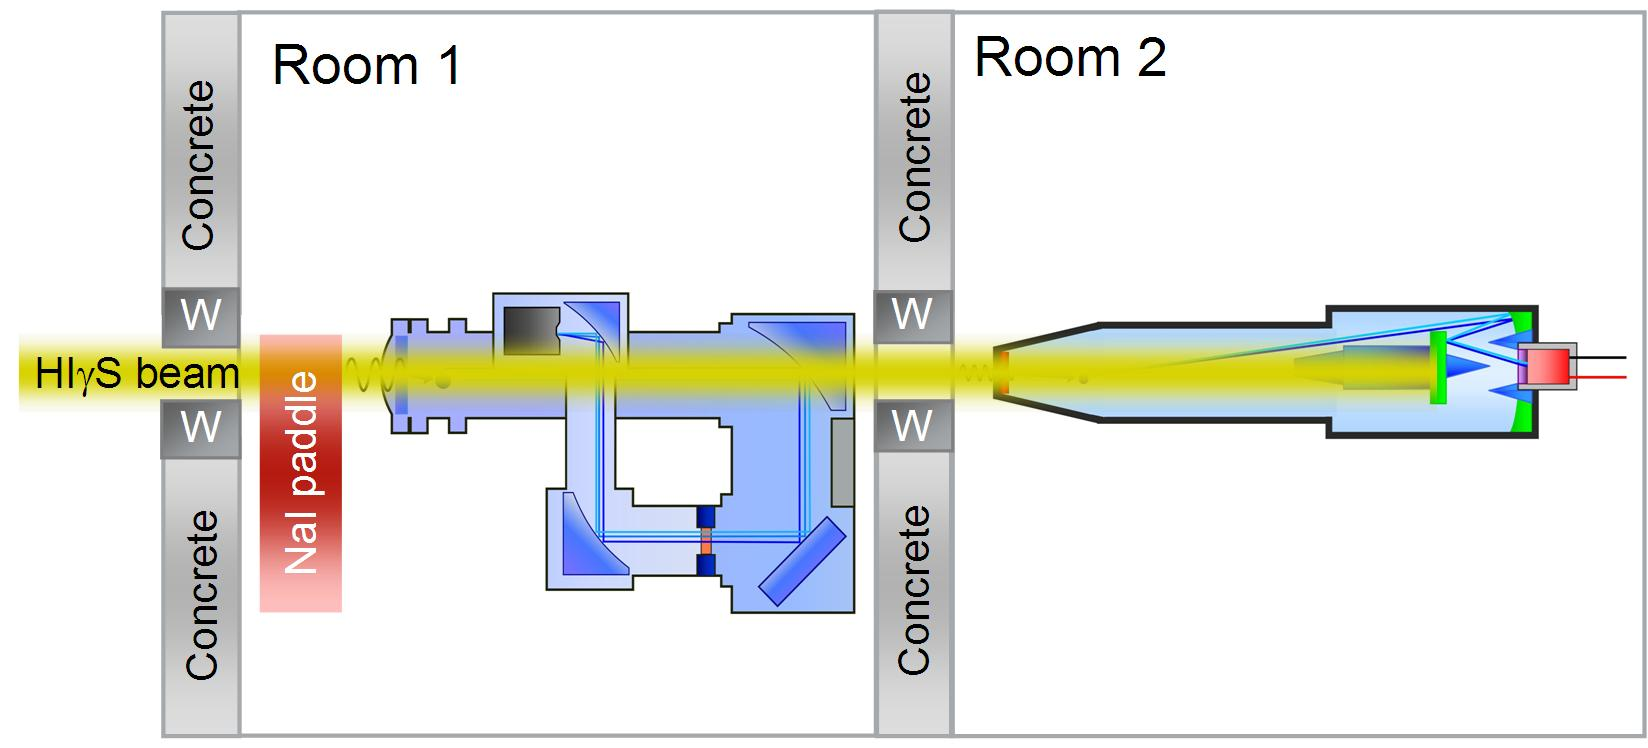 Room 1
Room 2
Concrete
Concrete
W
W
HIγS beam
NaI paddle
W
W
Concrete
Concrete